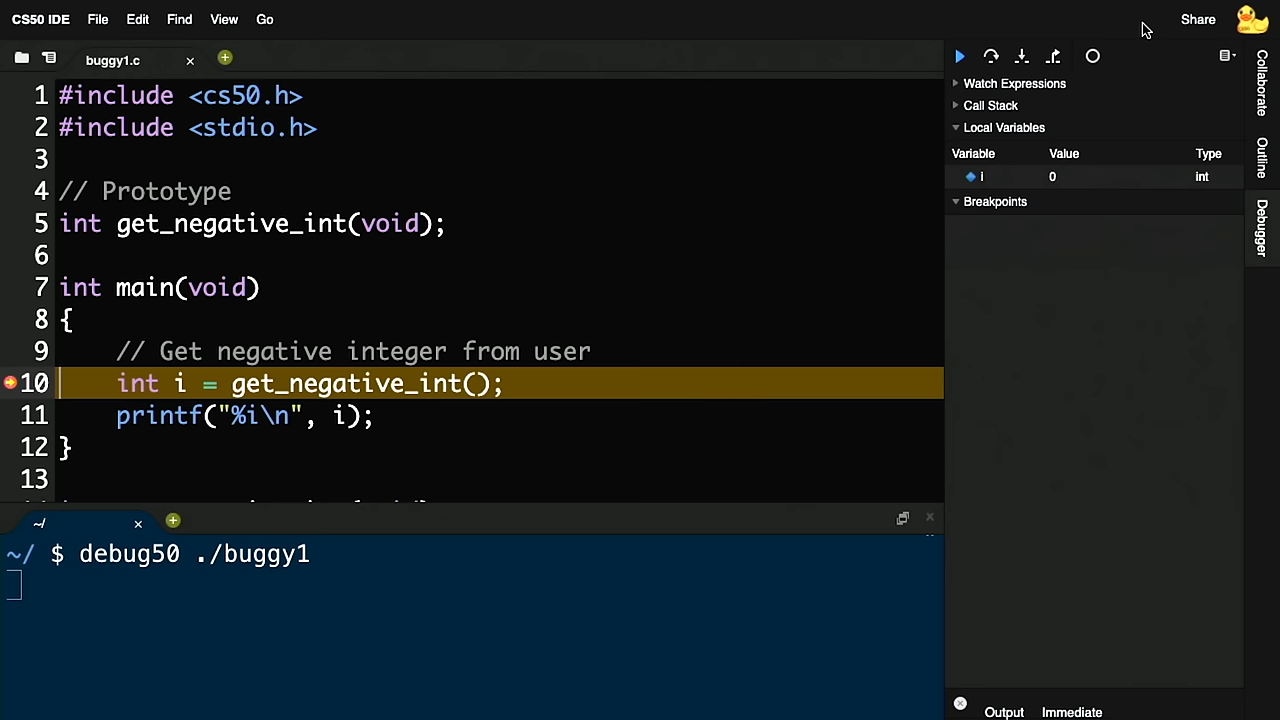 CS50 IDE File Edit View Find Go Share
buggy1.c
1 #include <cs50.h>
2 #include <stdio.h>
3
4 // Prototype
5 int get_negative_int(void);
6
7 int main(void)
8 {
9 // Get negative integer from user
10 int i = get_negative_int();
11 printf("%i\n", i);
12 }
13
~/
~/ $ debug50 ./buggy1
Watch Expressions
Call Stack
Local Variables
Variable Value Type
i 0 int
Breakpoints
Output Immediate
Collaborate
Outline
Debugger